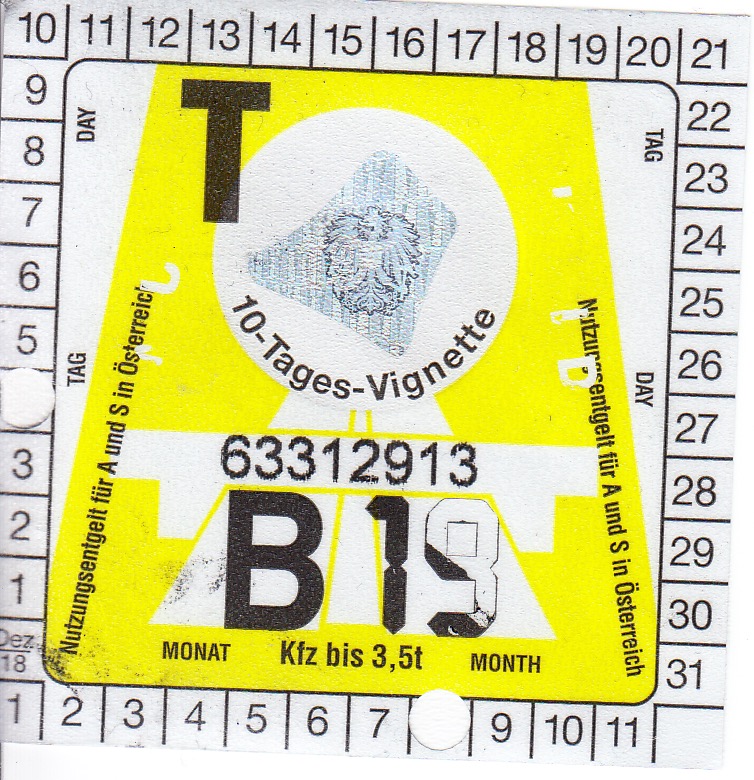 10 11 12 13 14 15 16 17 18 19 20 21
9
8
7
6
5
3
2
1
Dez.
18
22
23
24
25
26
27
28
29
30
31
DAY
TAG
TAG
DAY
T
10-Tages-Vignette
Nutzungsentgelt für A und S in Österreich
Nutzungsentgelt für A und S in Österreich
63312913
B 19
MONAT Kfz bis 3,5t MONTH
1 2 3 4 5 6 7 9 10 11